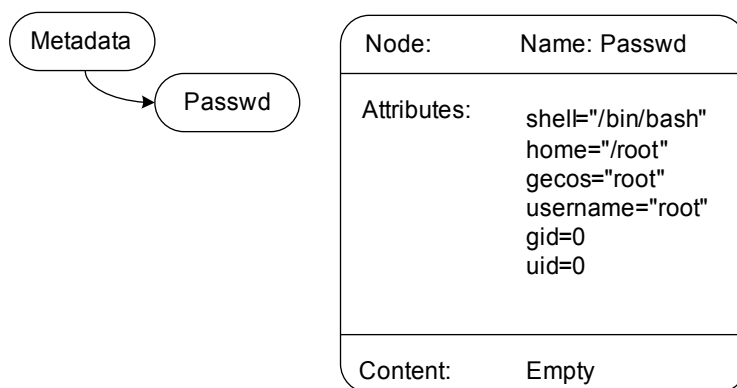 Metadata
Passwd
Node: Name: Passwd
Attributes:
shell="/bin/bash"
home="/root"
gecos="root"
username="root"
gid=0
uid=0
Content: Empty